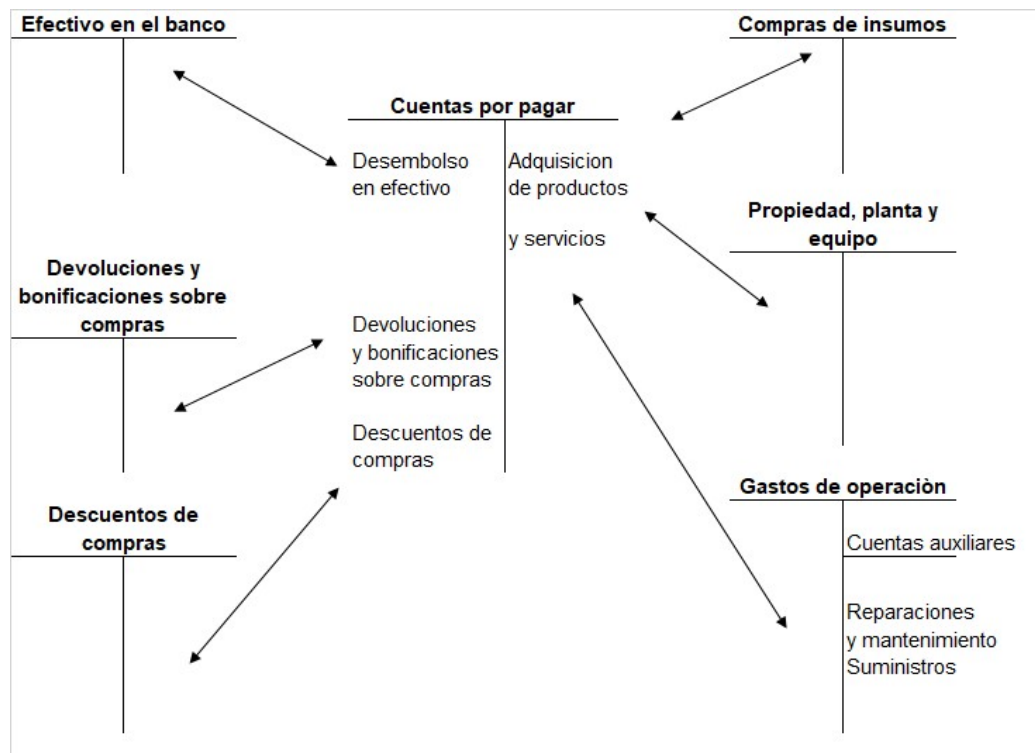 Efectivo en el banco
Compras de insumos
Cuentas por pagar
Desembolso
en efectivo
Adquisicion
de productos
y servicios
Propiedad, planta y
equipo
Devoluciones y
bonificaciones sobre
compras
Devoluciones
y bonificaciones
sobre compras
Descuentos de
compras
Gastos de operaciòn
Descuentos de
compras
Cuentas auxiliares
Reparaciones
y mantenimiento
Suministros